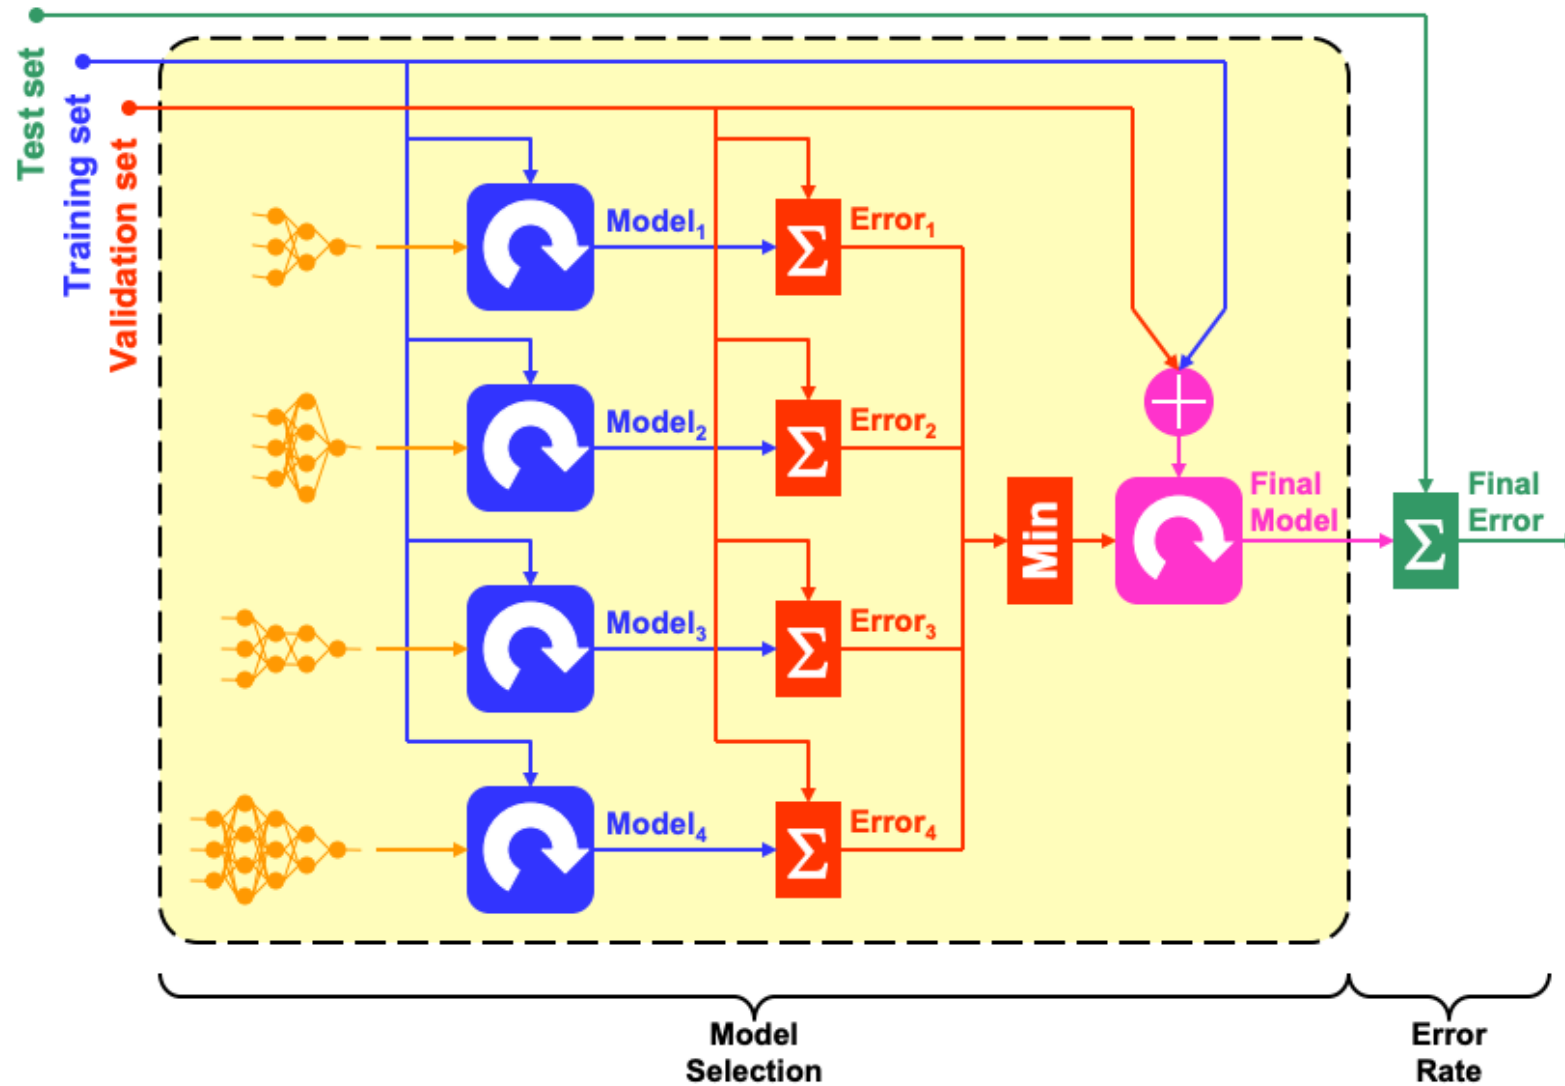 Test set
Training set
Validation set
Model1
Σ
Error1
Model2
Σ
Error2
Min
Final
Model
Σ
Final
Error
Model3
Σ
Error3
Model4
Σ
Error4
Model
Selection
Error
Rate